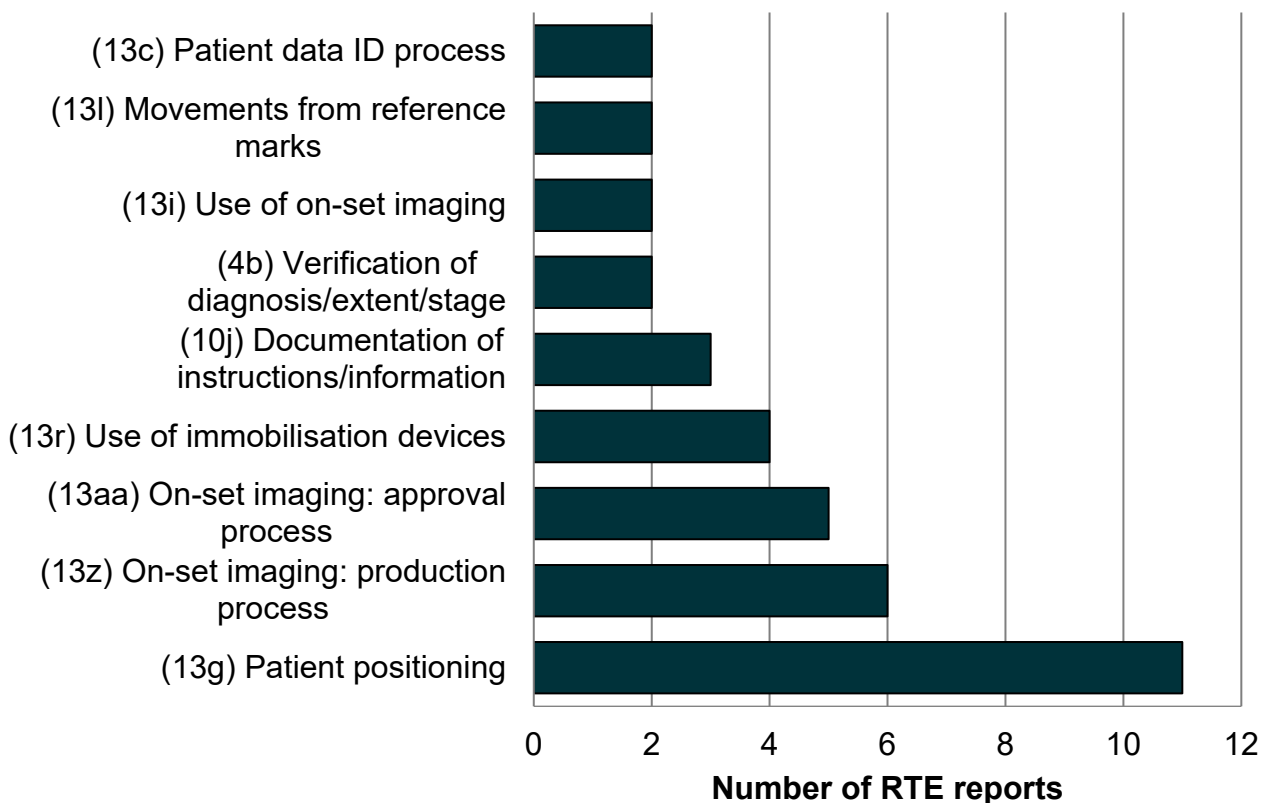 (13c) Patient data ID process
(13l) Movements from reference
marks
(13i) Use of on-set imaging
(4b) Verification of
diagnosis/extent/stage
(10j) Documentation of
instructions/information
(13r) Use of immobilisation devices
(13aa) On-set imaging: approval
process
(13z) On-set imaging: production
process
(13g) Patient positioning
0 2 4 6 8 10 12
Number of RTE reports